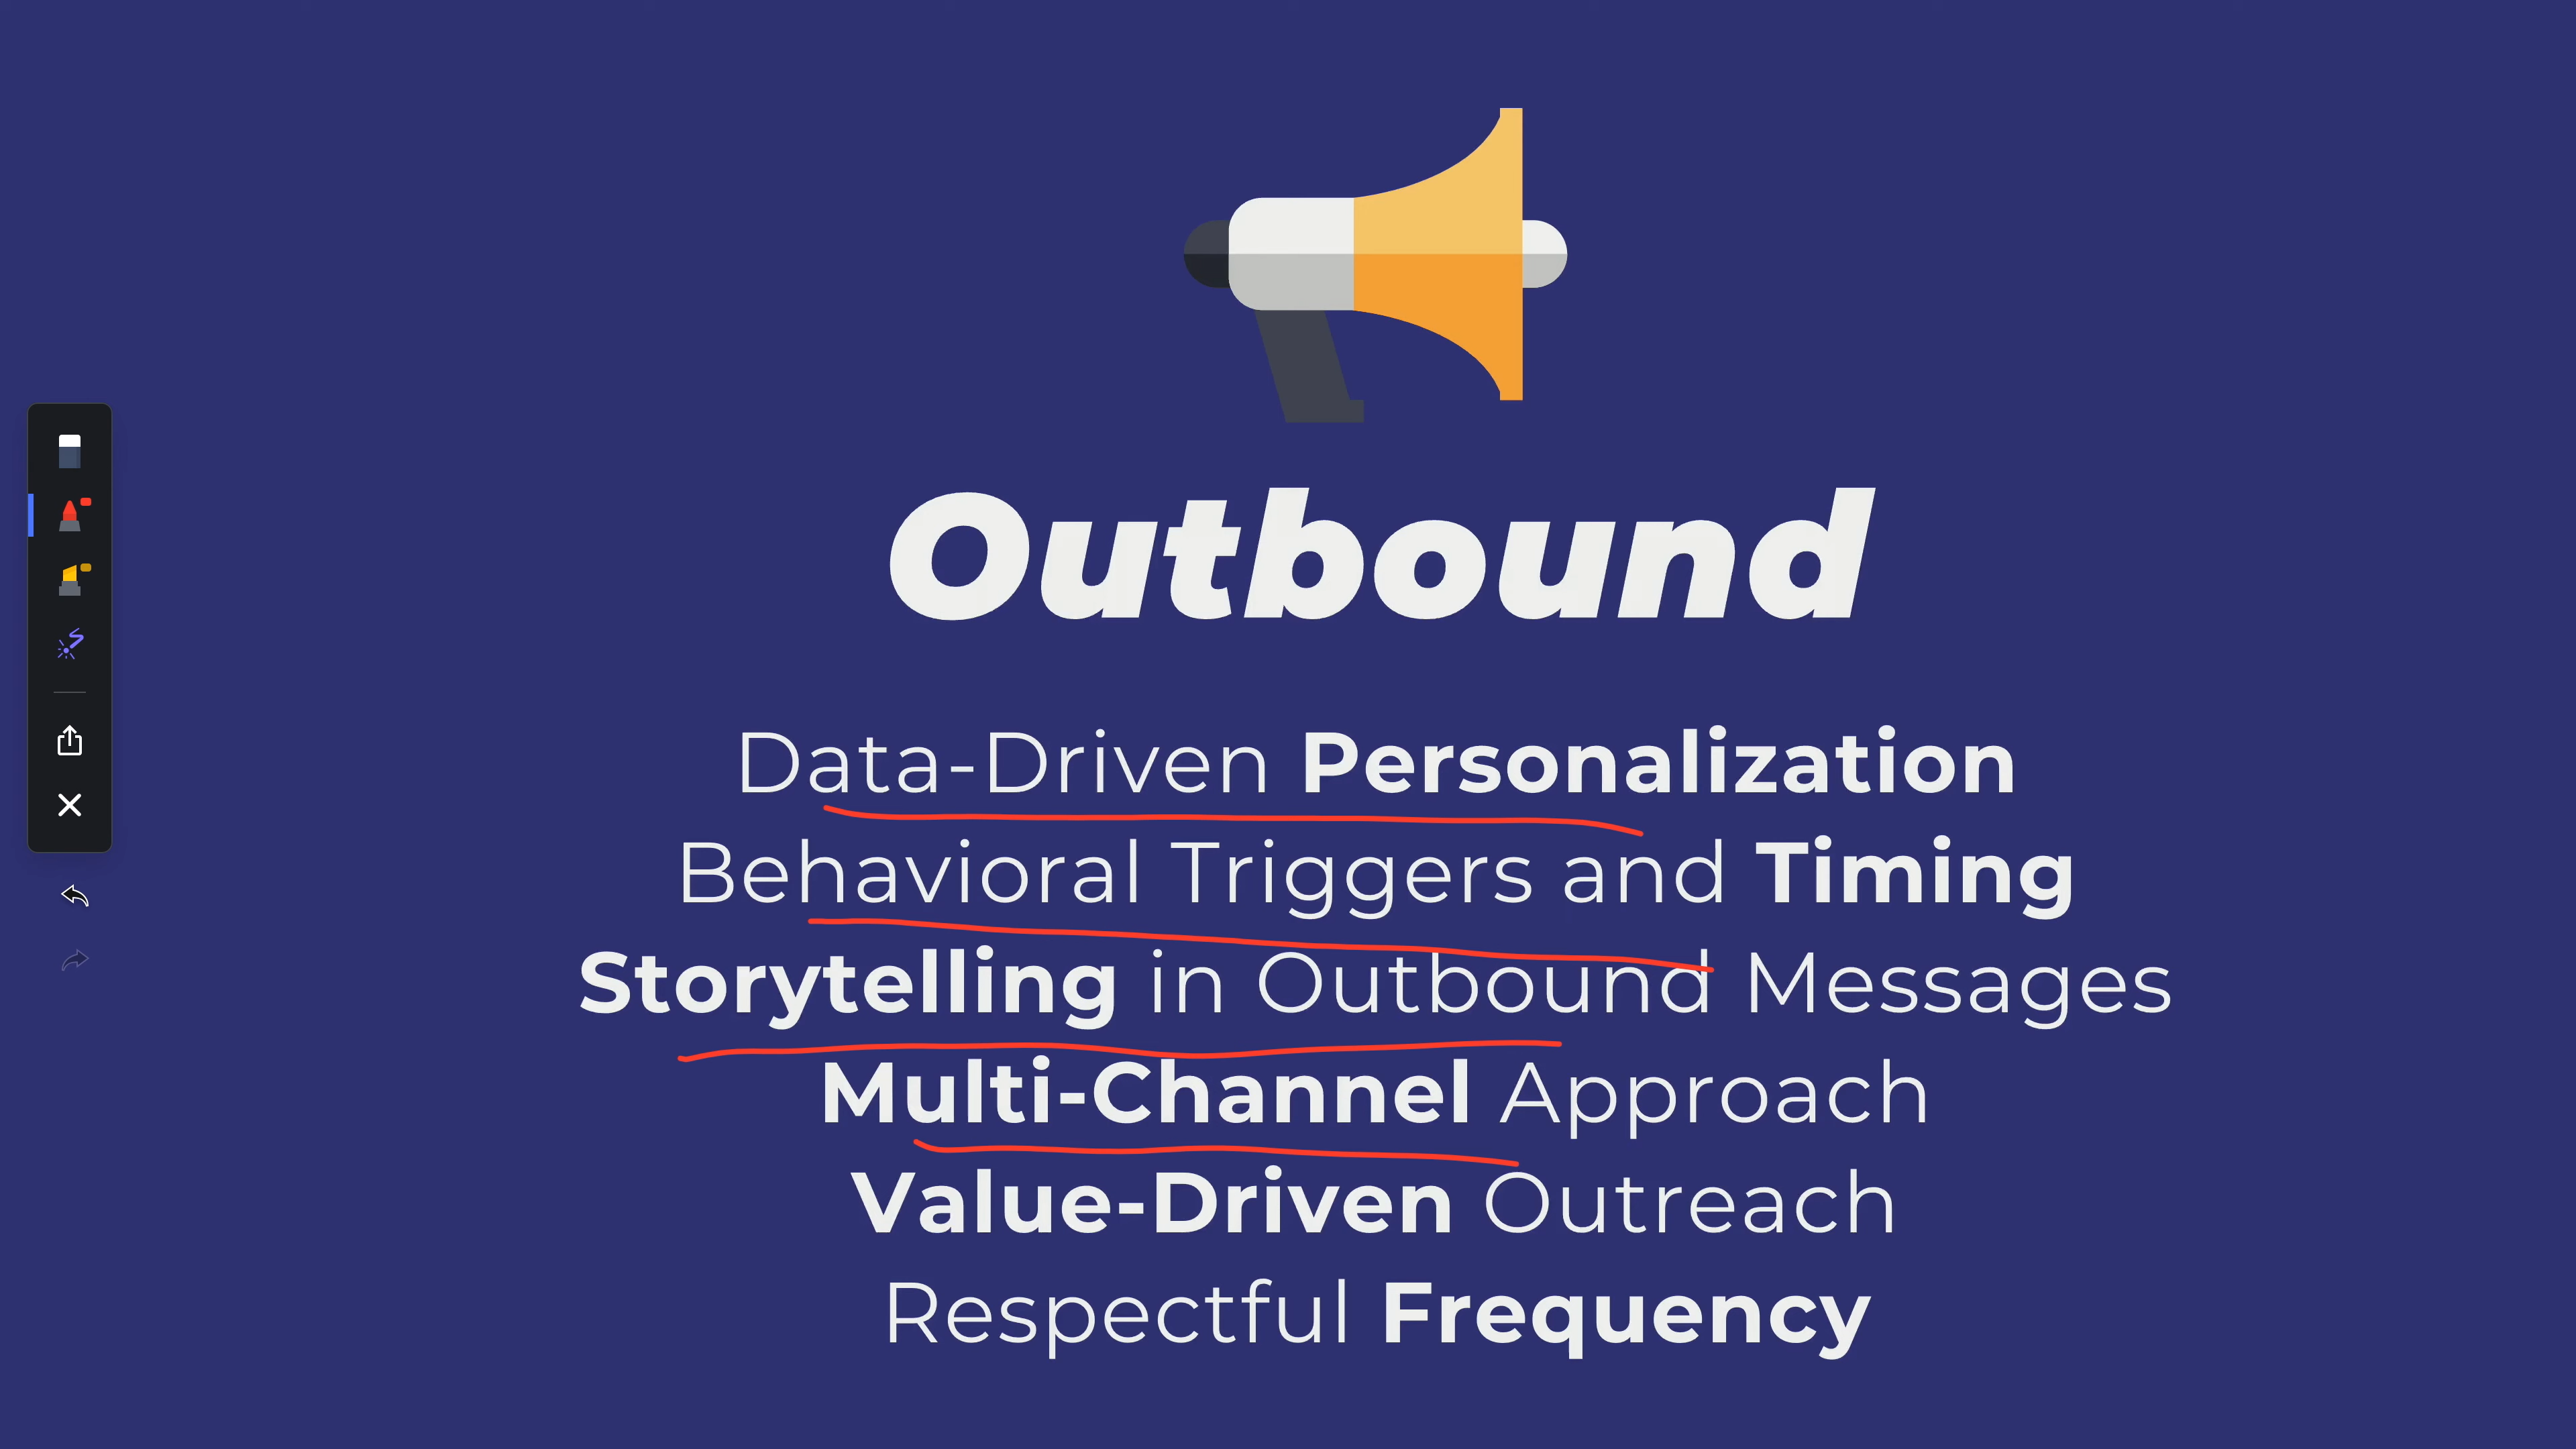 Outbound
Data-Driven Personalization
Behavioral Triggers and Timing
Storytelling in Outbound Messages
Multi-Channel Approach
Value-Driven Outreach
Respectful Frequency